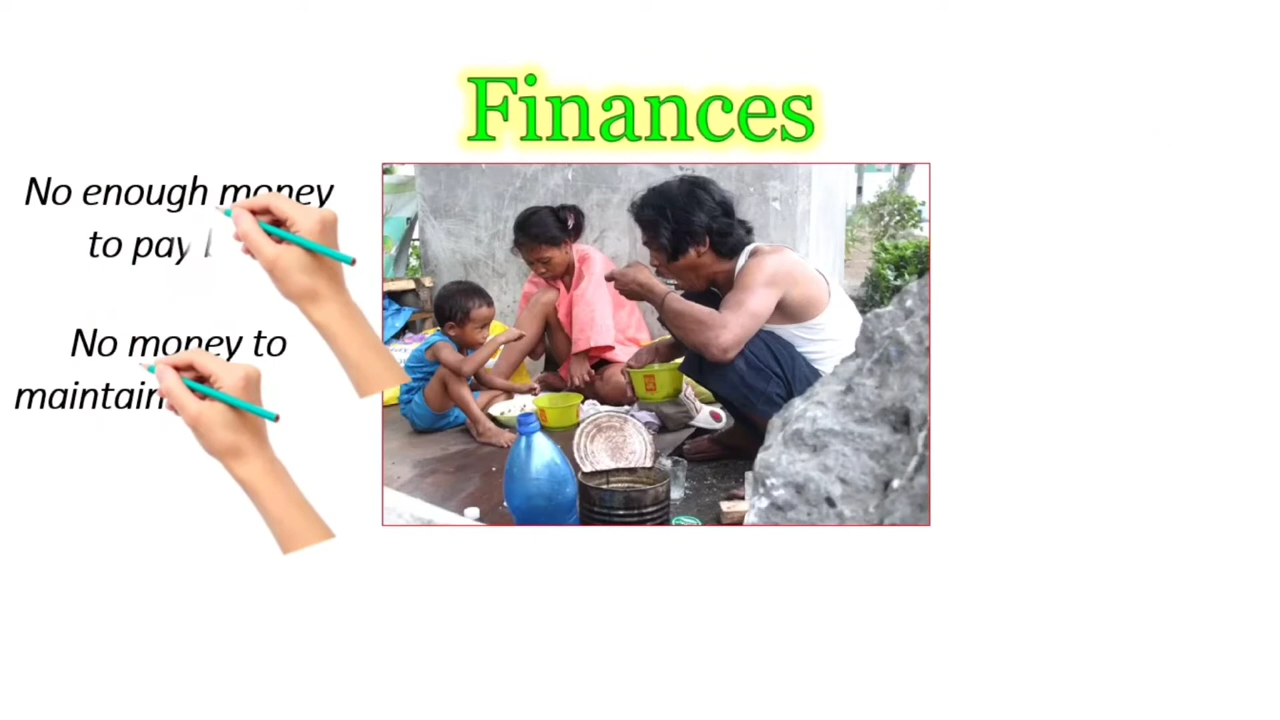 Finances
No enough money
to pay
No money to
maintain